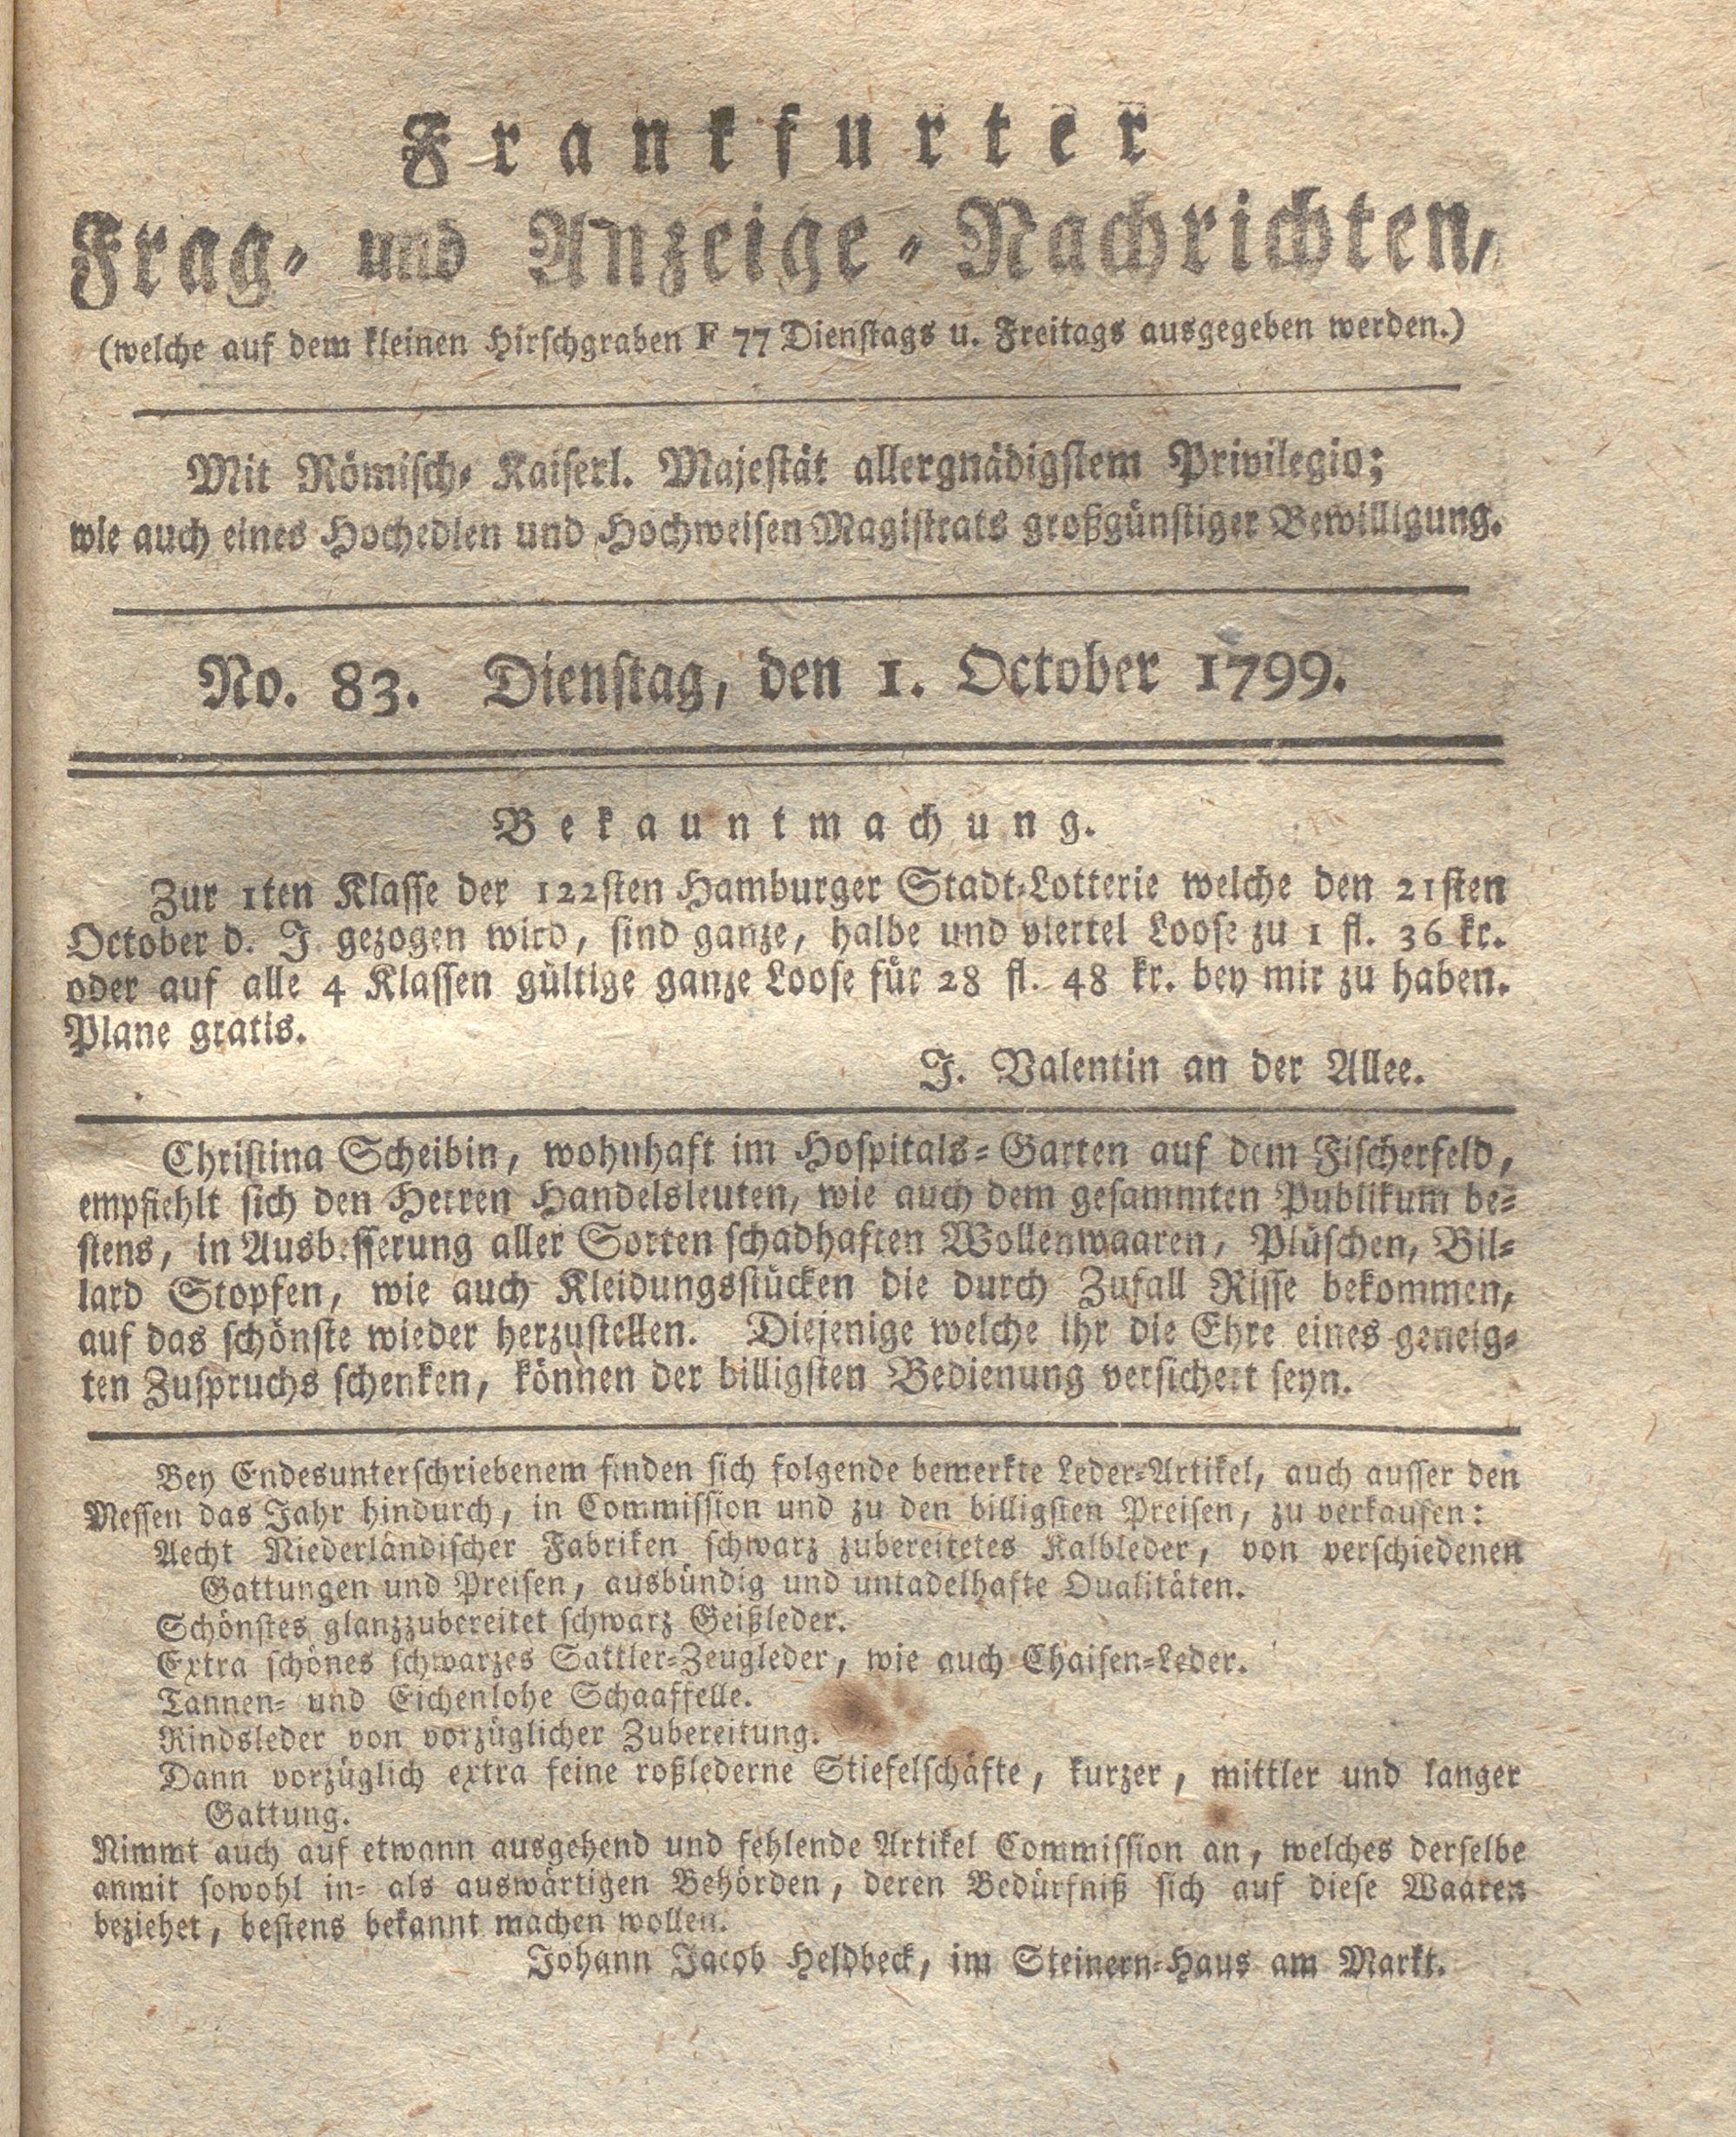 Frankfurter
Frag- und Anzeige-Nachrichten,
(welche auf dem kleinen Hirschgraben F 77 Dienstags u. Freitags ausgegeben werden.)
Mit Römisch- Kaiserl. Majestät allergnädigstem Privilegio;
wie auch eines Hochedlen und Hochweisen Magistrats großgünstiger Bewilligung.
No. 83. Dienstag, den 1. October 1799.
Bekauntmachung.
Zur 1ten Klasse der 122sten Hamburger Stadt-Lotterie welche den 21sten
October d. J. gezogen wird, sind ganze, halbe und viertel Loose zu 1 fl. 36 kr.
oder auf alle 4 Klassen gültige ganze Loose für 28 fl. 48 kr. bey mir zu haben.
Plane gratis.
J. Valentin an der Allee.
Christina Scheibin, wohnhaft im Hospitals-Garten auf dem Fischerfeld,
empfiehlt sich den Herren Handelsleuten, wie auch dem gesammten Publikum be-
stens, in Ausbesserung aller Sorten schadhaften Wollenwaaren, Plüschen, Bil-
lard Stopfen, wie auch Kleidungsstücken die durch Zufall Risse bekommen,
auf das schönste wieder herzustellen. Diejenige welche ihr die Ehre eines geneig-
ten Zuspruchs schenken, können der billigsten Bedienung versichert seyn.
Bey Endesunterschriebenem finden sich folgende bemerkte Leder-Artikel, auch ausser den
Messen das Jahr hindurch, in Commission und zu den billigsten Preisen, zu verkaufen:
Aecht Niederländischer Fabriken schwarz zubereitetes Kalbleder, von verschiedenen
Gattungen und Preisen, ausbündig und untadelhafte Qualitäten.
Schönstes glanzzubereitet schwarz Geißleder.
Extra schönes schwarzes Sattler-Zeugleder, wie auch Chaisen-Leder.
Tannen- und Eichenlohe Schaaffelle.
Rindsleder von vorzüglicher Zubereitung.
Dann vorzüglich extra feine roßlederne Stiefelschäfte, kurzer, mittler und langer
Gattung.
Nimmt auch auf etwann ausgehend und fehlende Artikel Commission an, welches derselbe
anmit sowohl in- als auswärtigen Behörden, deren Bedürfniß sich auf diese Waaren
beziehet, bestens bekannt machen wollen.
Johann Jacob Heldbeck, im Steinern-Haus am Markt.